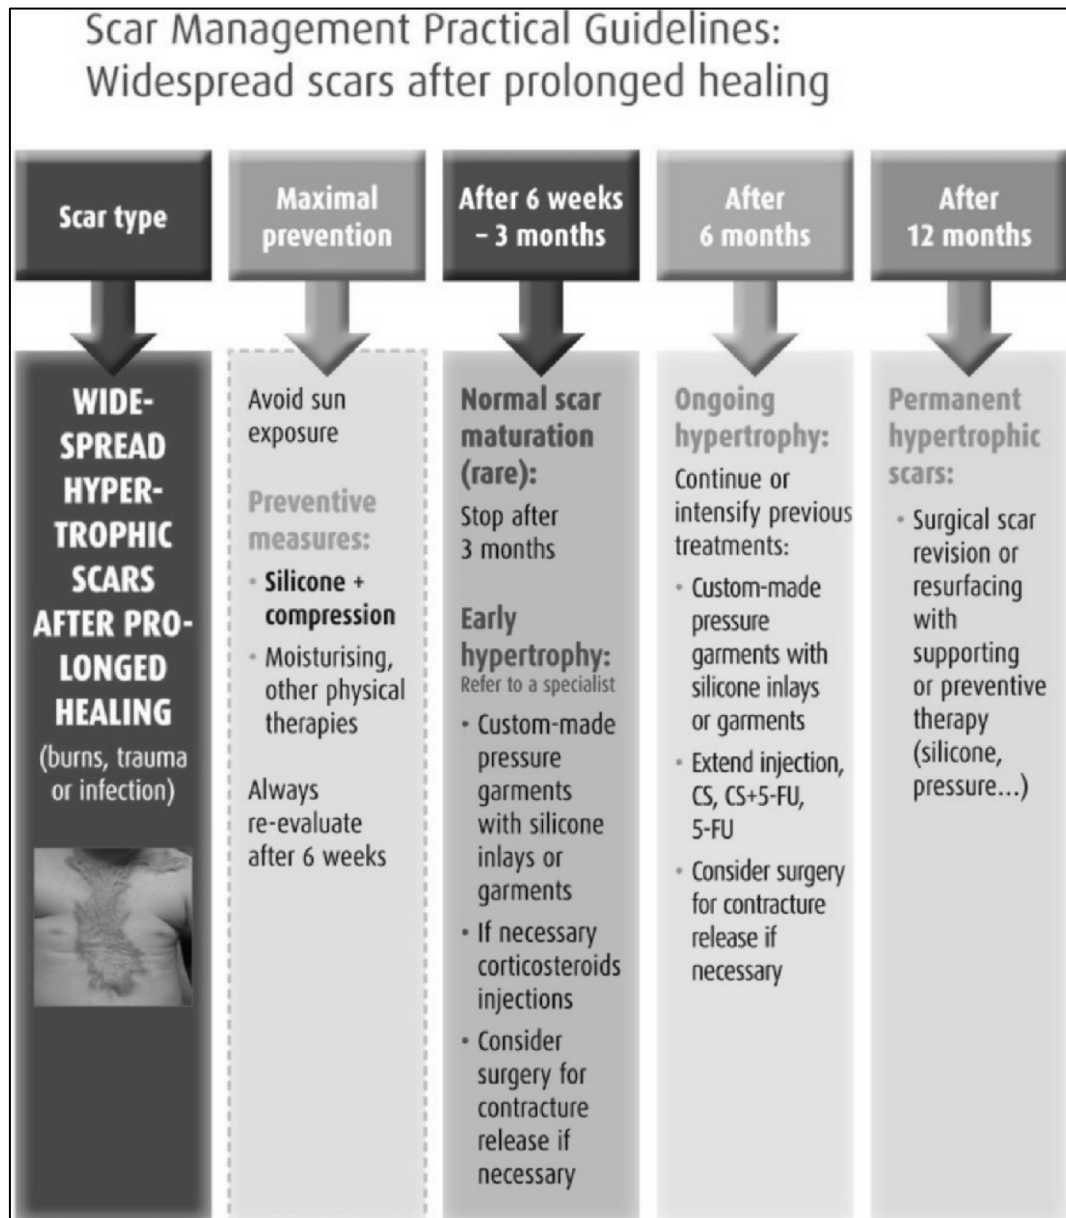 Scar Management Practical Guidelines:
Widespread scars after prolonged healing
Scar type
Maximal
prevention
After 6 weeks
– 3 months
After
6 months
After
12 months
WIDE-
SPREAD
HYPER-
TROPHIC
SCARS
AFTER PRO-
LONGED
HEALING
(burns, trauma
or infection)
Avoid sun
exposure
Preventive
measures:
• Silicone +
compression
• Moisturising,
other physical
therapies
Always
re-evaluate
after 6 weeks
Normal scar
maturation
(rare):
Stop after
3 months
Early
hypertrophy:
Refer to a specialist
• Custom-made
pressure
garments
with silicone
inlays or
garments
• If necessary
corticosteroids
injections
• Consider
surgery for
contracture
release if
necessary
Ongoing
hypertrophy:
Continue or
intensify previous
treatments:
• Custom-made
pressure
garments with
silicone inlays
or garments
• Extend injection,
CS, CS+5-FU,
5-FU
• Consider surgery
for contracture
release if
necessary
Permanent
hypertrophic
scars:
• Surgical scar
revision or
resurfacing
with
supporting
or preventive
therapy
(silicone,
pressure...)